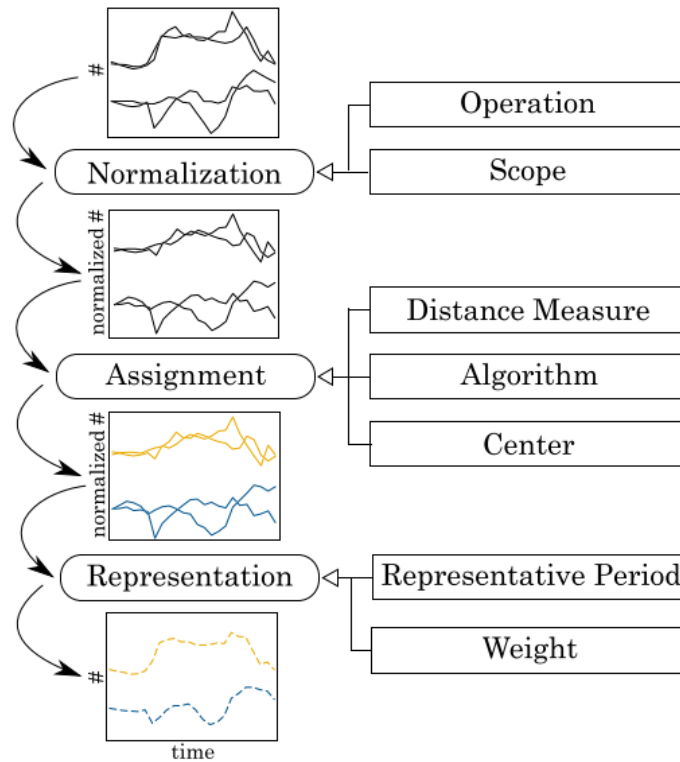 #
Operation
Normalization
Scope
normalized #
Distance Measure
Assignment
Algorithm
normalized #
Center
Representation
Representative Period
Weight
#
time